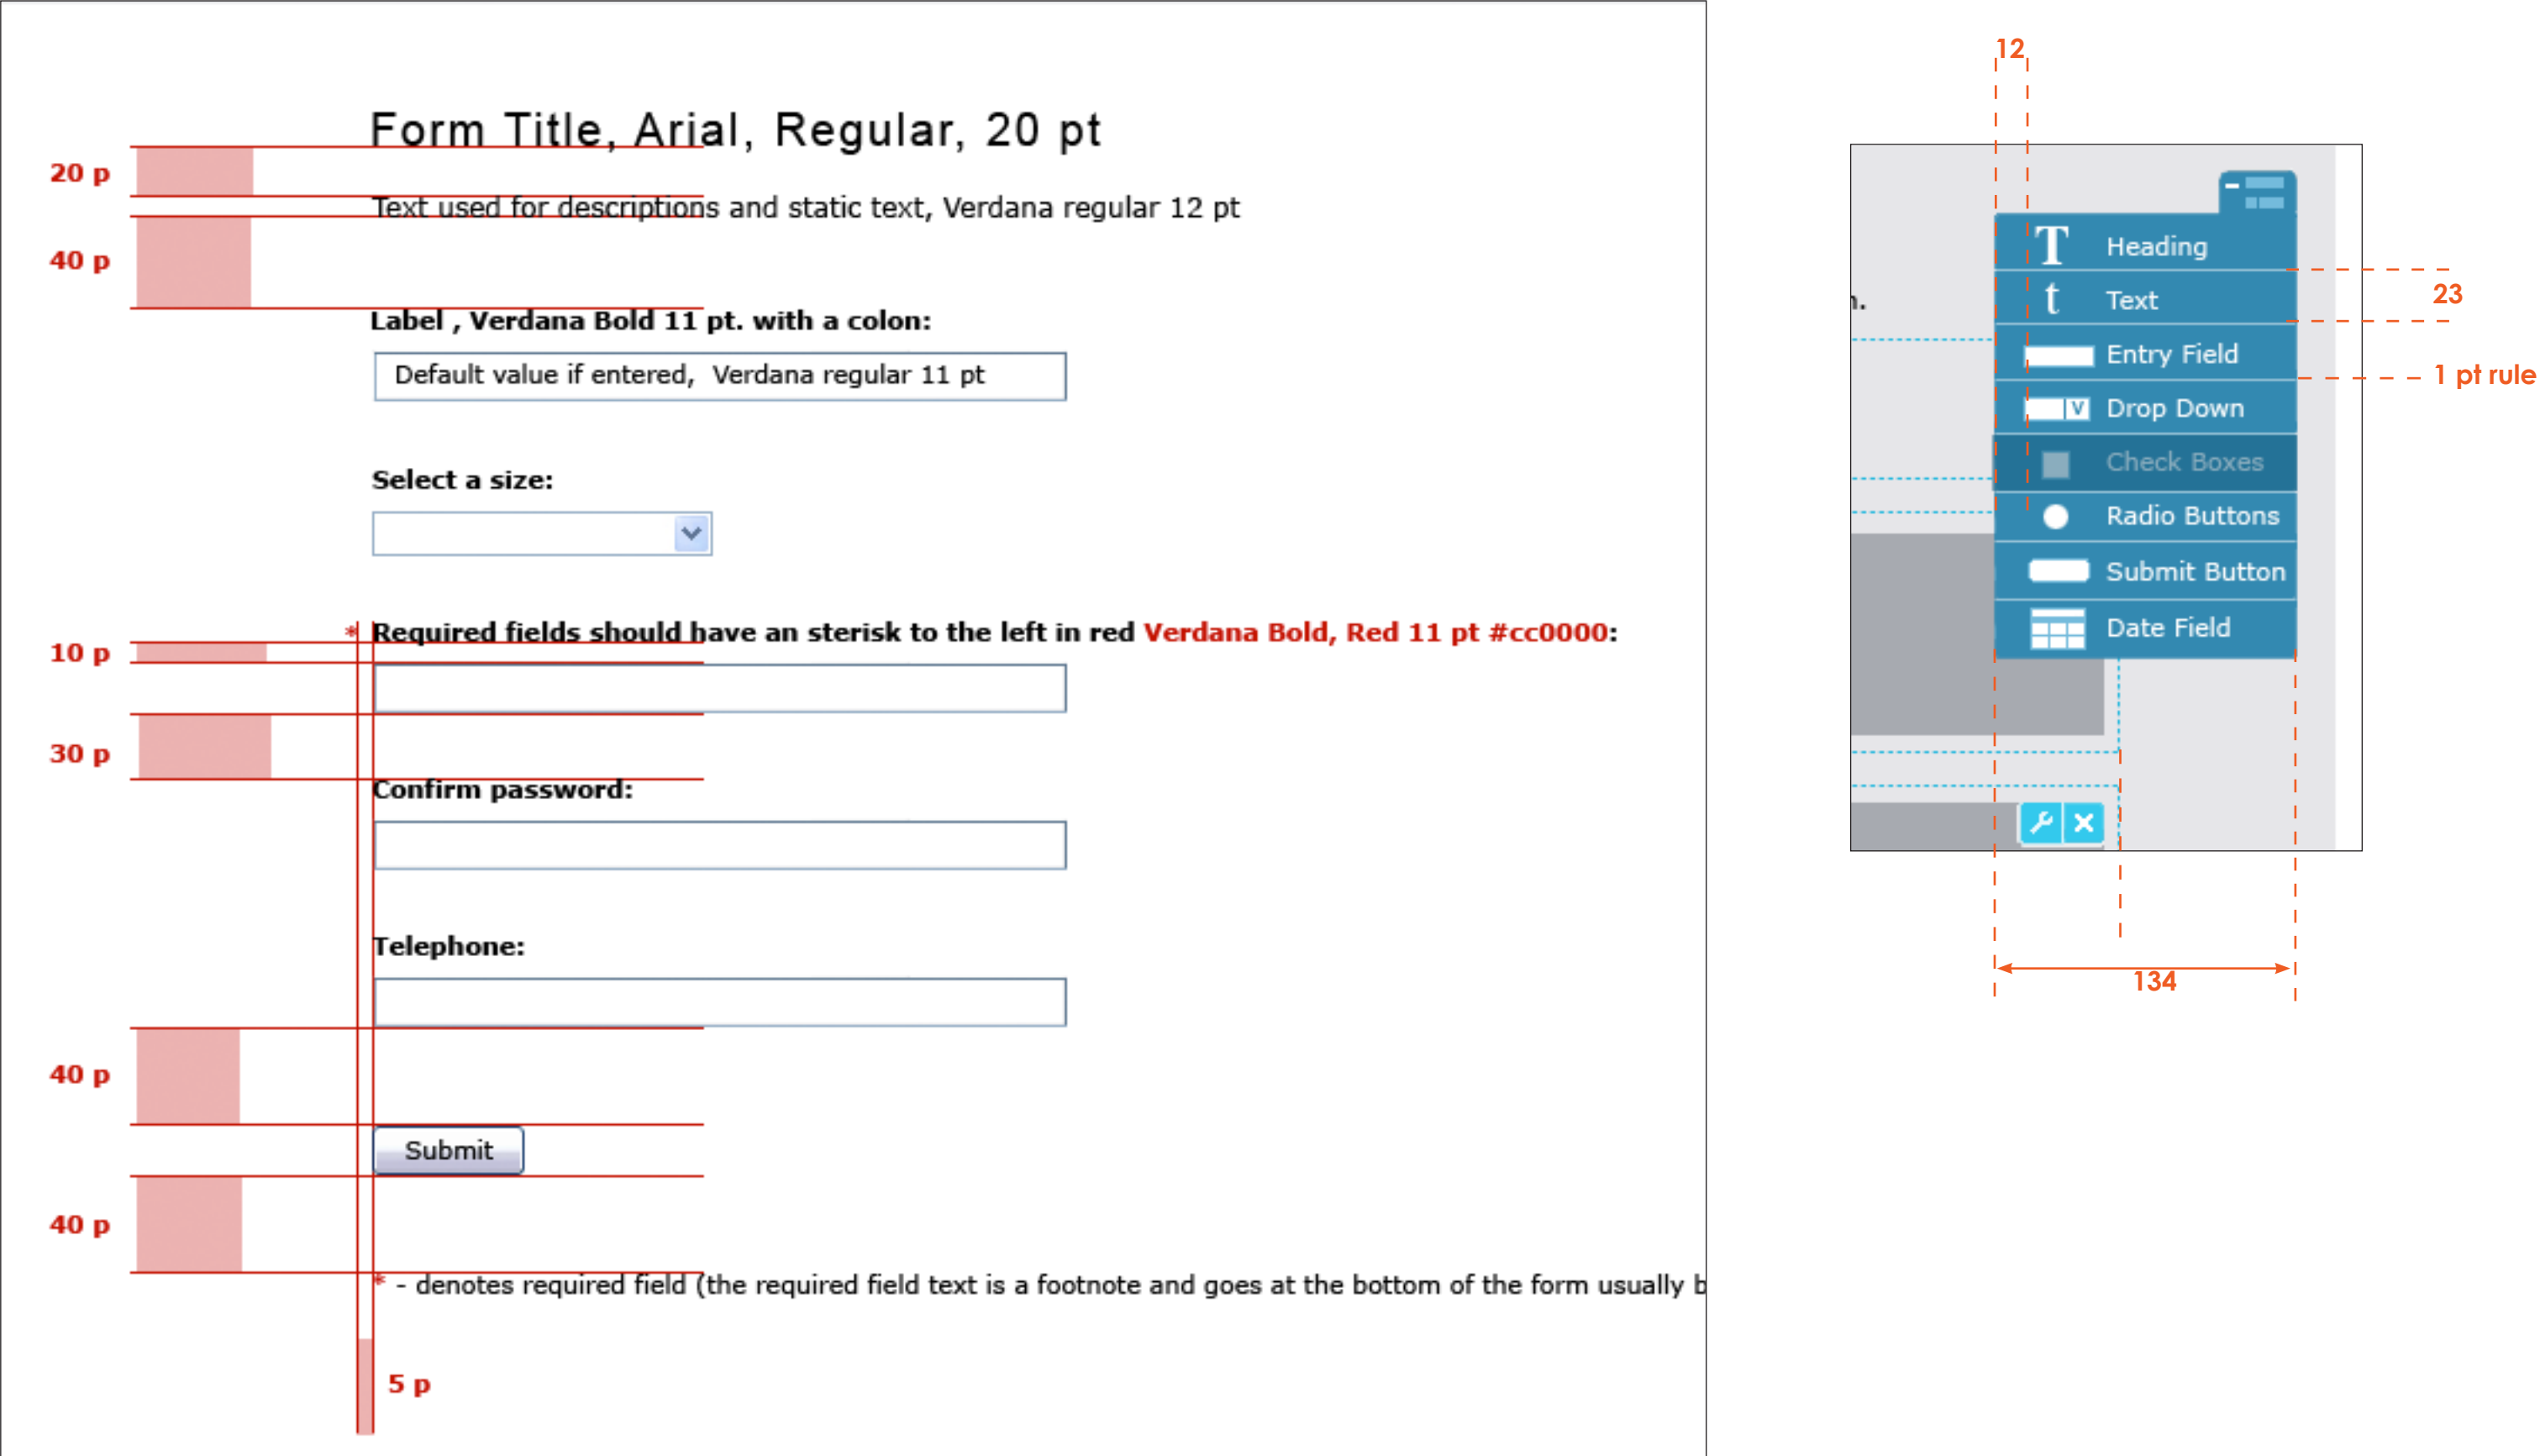 Form Title, Arial, Regular, 20 pt
20 p
Text used for descriptions and static text, Verdana regular 12 pt
40 p
Label , Verdana Bold 11 pt. with a colon:
Default value if entered, Verdana regular 11 pt
Select a size:
* Required fields should have an sterisk to the left in red Verdana Bold, Red 11 pt #cc0000:
10 p
30 p
Confirm password:
Telephone:
40 p
Submit
40 p
* - denotes required field (the required field text is a footnote and goes at the bottom of the form usually b
5 p
12
T Heading
t Text
23
Entry Field
1 pt rule
V Drop Down
Check Boxes
Radio Buttons
Submit Button
Date Field
134